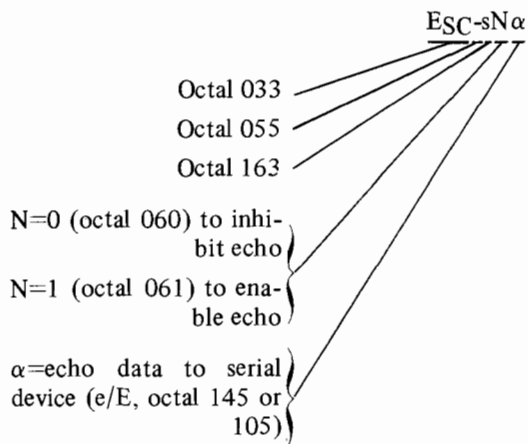 ESC-sNα
Octal 033
Octal 055
Octal 163
N=0 (octal 060) to inhi-
bit echo
N=1 (octal 061) to ena-
ble echo
α=echo data to serial
device (e/E, octal 145 or
105)